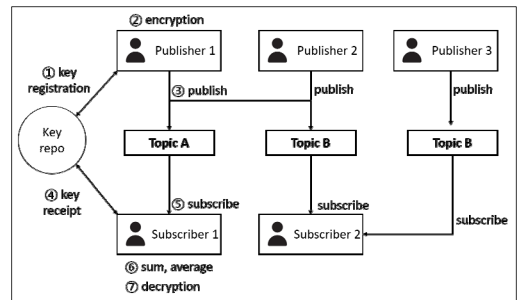 ② encryption
Publisher 1
Publisher 2
Publisher 3
① key
registration
③ publish
publish
publish
Key
repo
Topic A
Topic B
Topic B
④ key
receipt
⑤ subscribe
subscribe
subscribe
Subscriber 1
Subscriber 2
⑥ sum, average
⑦ decryption